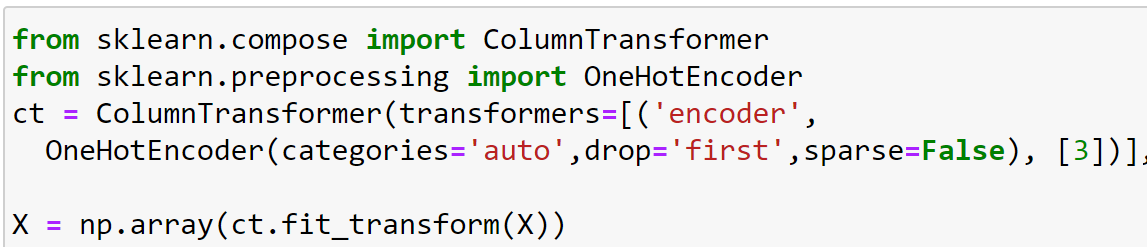 from sklearn.compose import ColumnTransformer
from sklearn.preprocessing import OneHotEncoder
ct = ColumnTransformer(transformers=[('encoder',
  OneHotEncoder(categories='auto',drop='first',sparse=False), [3])],
X = np.array(ct.fit_transform(X))